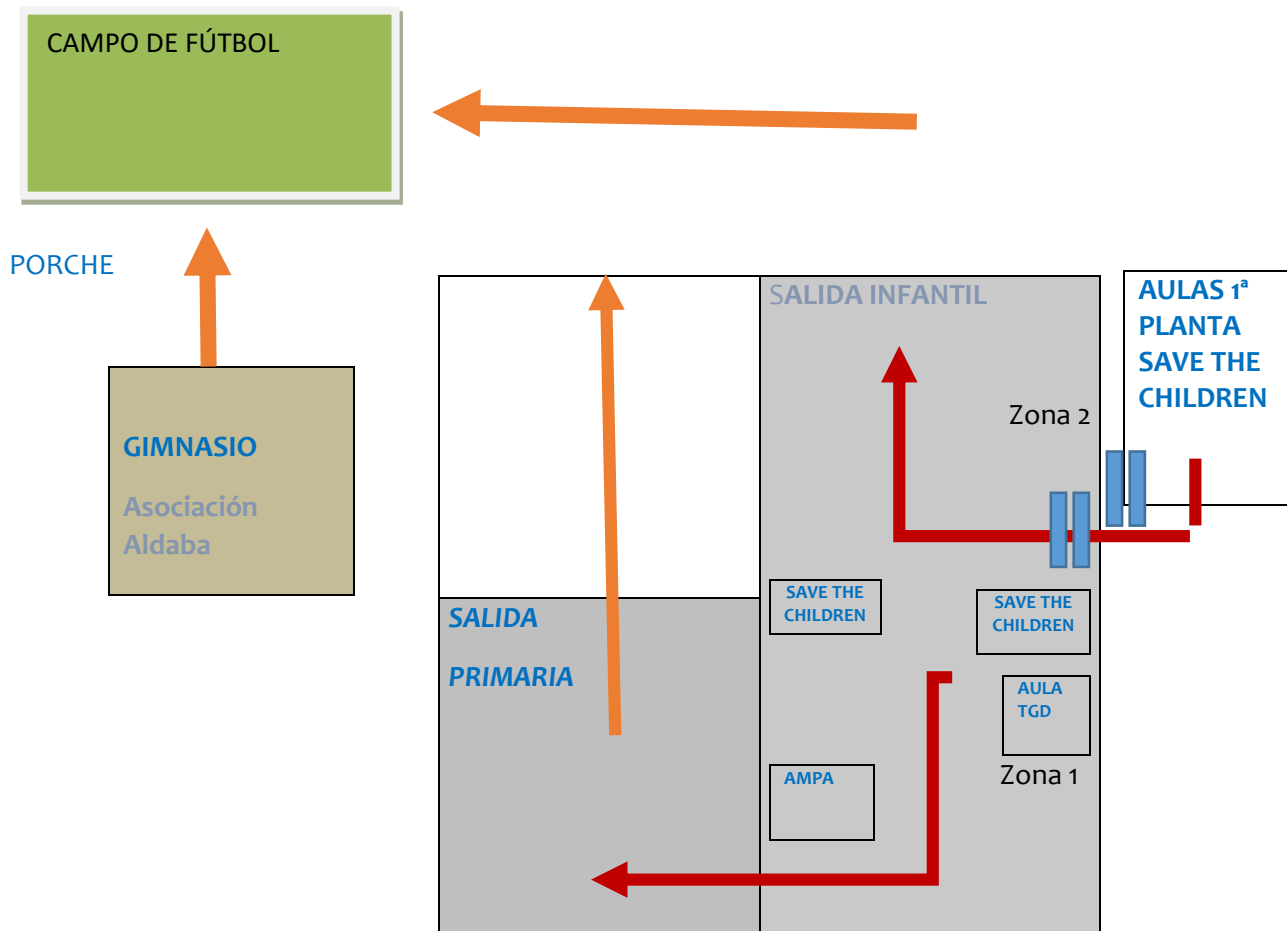 CAMPO DE FÚTBOL
PORCHE
GIMNASIO
Asociación
Aldaba
SALIDA INFANTIL
AULAS 1ª
PLANTA
SAVE THE
CHILDREN
Zona 2
SAVE THE
CHILDREN
SAVE THE
CHILDREN
SALIDA
PRIMARIA
AULA
TGD
AMPA
Zona 1